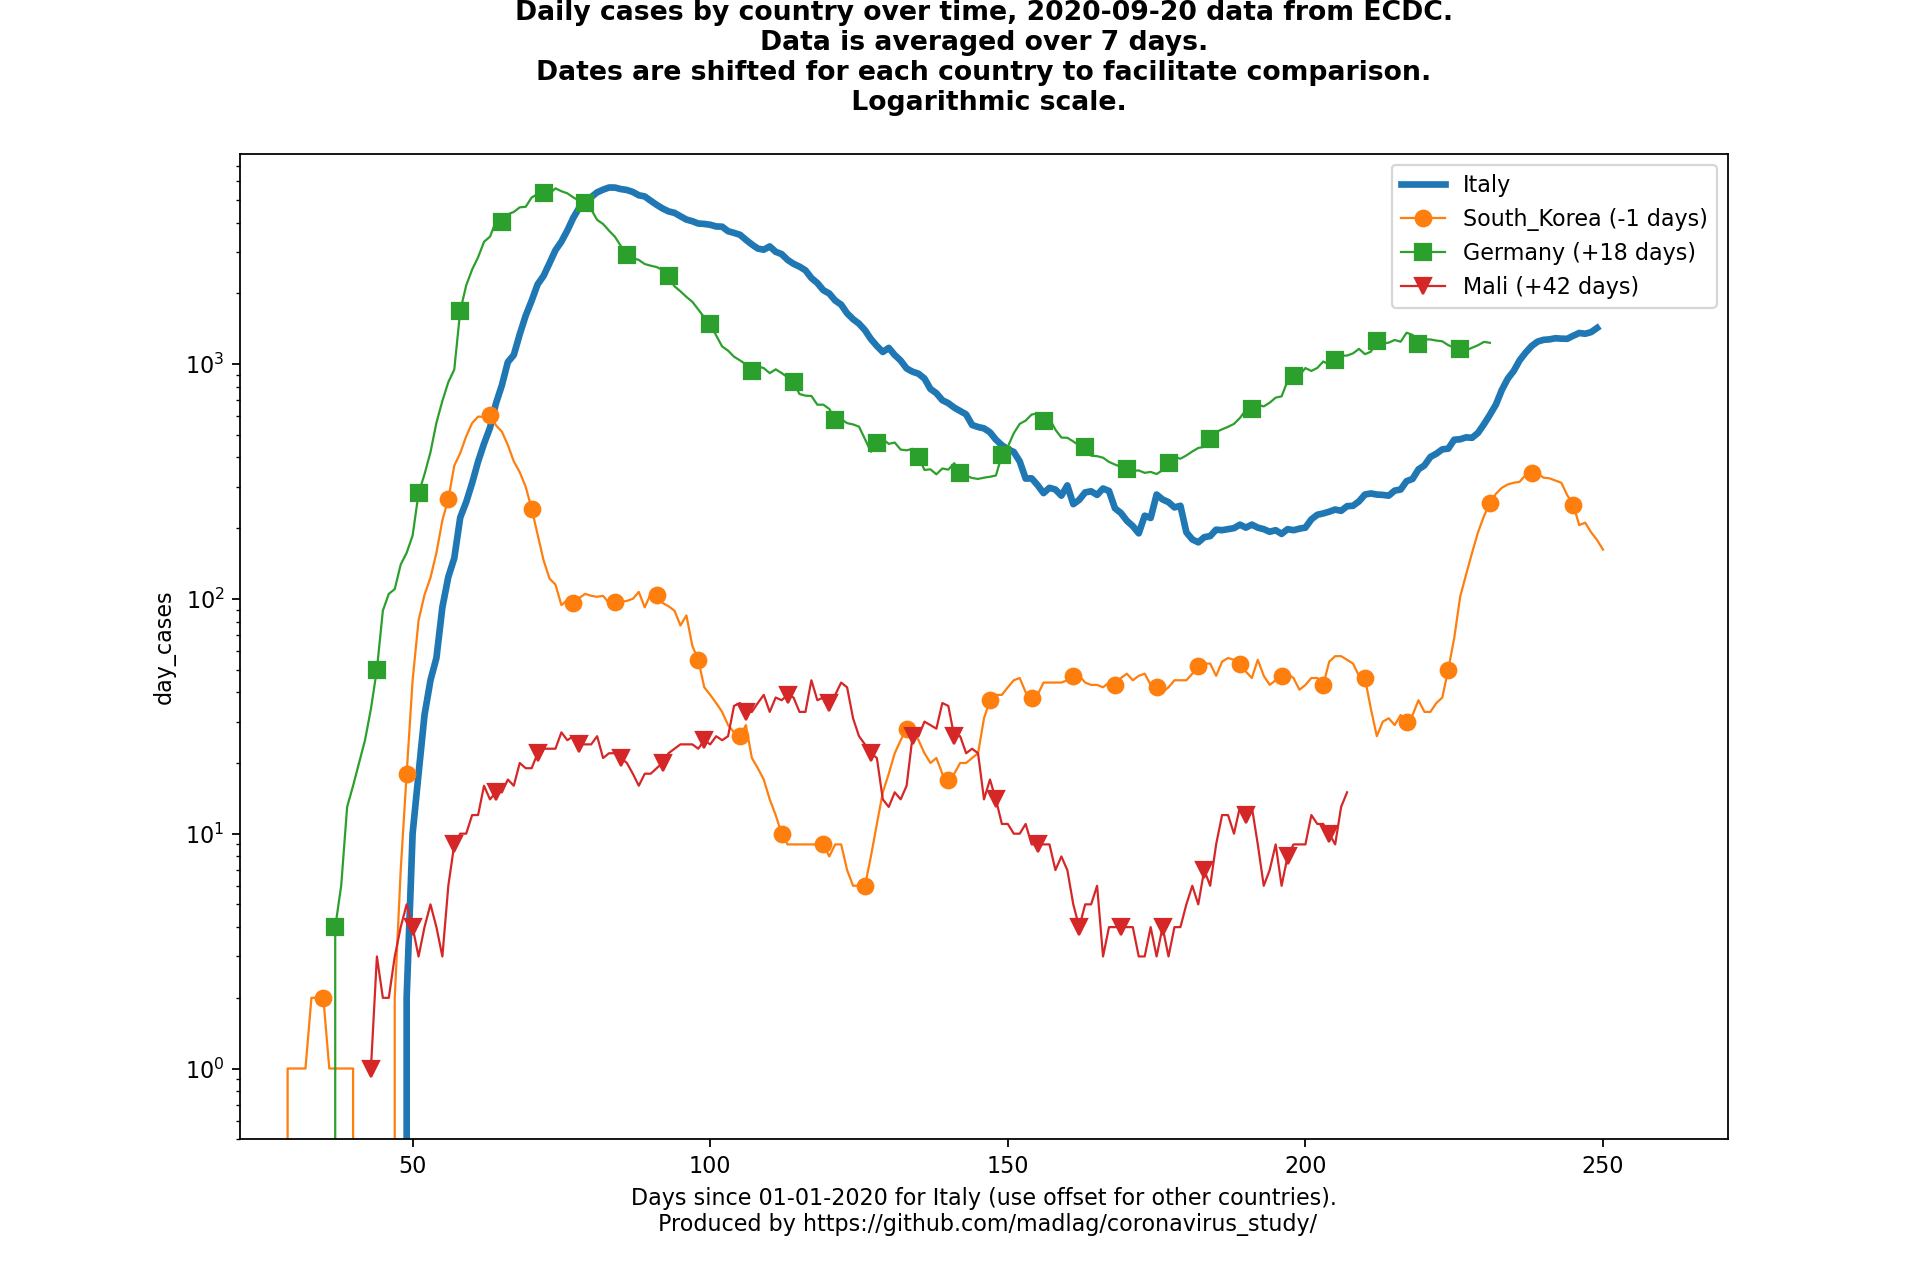 Daily cases by country over time, 2020-09-20 data from ECDC.
Data is averaged over 7 days.
Dates are shifted for each country to facilitate comparison.
Logarithmic scale.
Italy
South_Korea (-1 days)
Germany (+18 days)
Mali (+42 days)
day_cases
10³
10²
10¹
10⁰
50 100 150 200 250
Days since 01-01-2020 for Italy (use offset for other countries).
Produced by https://github.com/madlag/coronavirus_study/